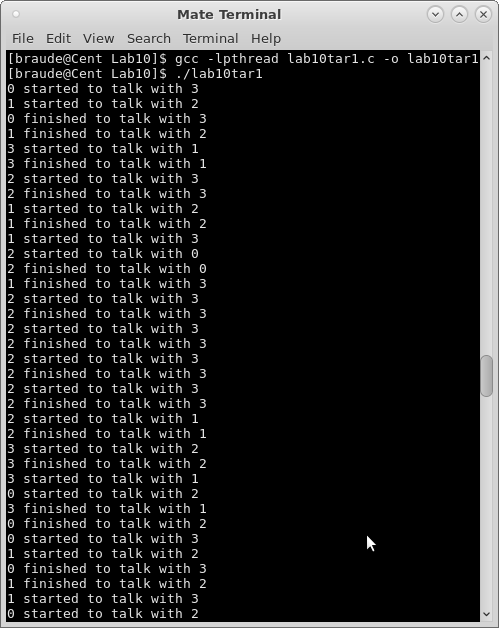 Mate Terminal
File Edit View Search Terminal Help
[braude@Cent Lab10]$ gcc -lpthread lab10tar1.c -o lab10tar1
[braude@Cent Lab10]$ ./lab10tar1
0 started to talk with 3
1 started to talk with 2
0 finished to talk with 3
1 finished to talk with 2
3 started to talk with 1
3 finished to talk with 1
2 started to talk with 3
2 finished to talk with 3
1 started to talk with 2
1 finished to talk with 2
1 started to talk with 3
2 started to talk with 0
2 finished to talk with 0
1 finished to talk with 3
2 started to talk with 3
2 finished to talk with 3
2 started to talk with 3
2 finished to talk with 3
2 started to talk with 3
2 finished to talk with 3
2 started to talk with 3
2 finished to talk with 3
2 started to talk with 1
2 finished to talk with 1
3 started to talk with 2
3 finished to talk with 2
3 started to talk with 1
0 started to talk with 2
3 finished to talk with 1
0 finished to talk with 2
0 started to talk with 3
1 started to talk with 2
0 finished to talk with 3
1 finished to talk with 2
1 started to talk with 3
0 started to talk with 2